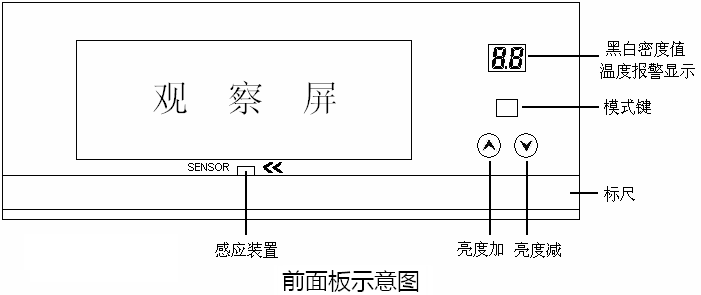 8.8.
黑白密度值
温度报警显示
观察屏
模式键
SENSOR
标尺
感应装置
亮度加
亮度减
前面板示意图